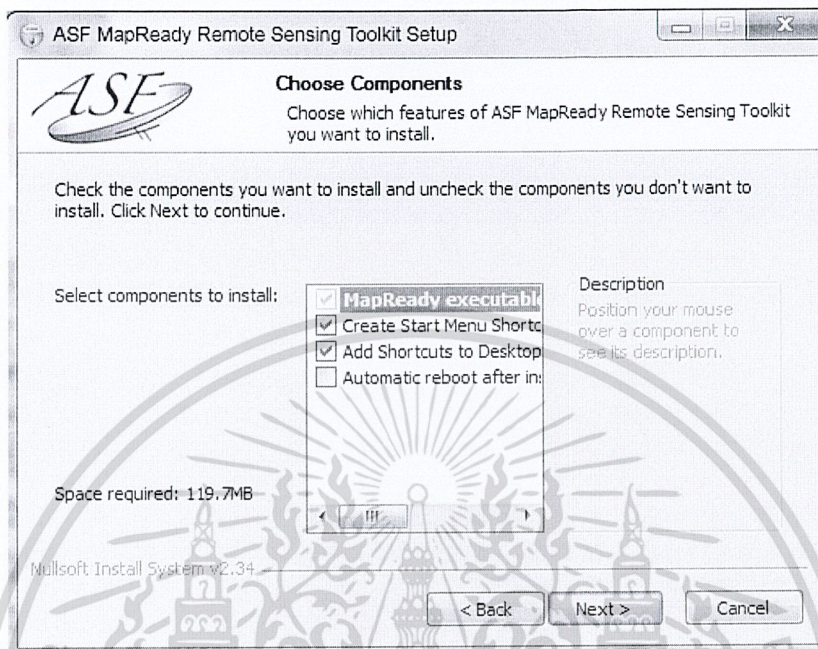 ASF MapReady Remote Sensing Toolkit Setup
ASF
Choose Components
Choose which features of ASF MapReady Remote Sensing Toolkit
you want to install.
Check the components you want to install and uncheck the components you don't want to
install. Click Next to continue.
Select components to install:
MapReady executabl
Create Start Menu Shortc
Add Shortcuts to Desktop
Automatic reboot after in
Description
Position your mouse
over a component to
see its description.
Space required: 119.7MB
Nullsoft Install System v2.34
< Back
Next >
Cancel